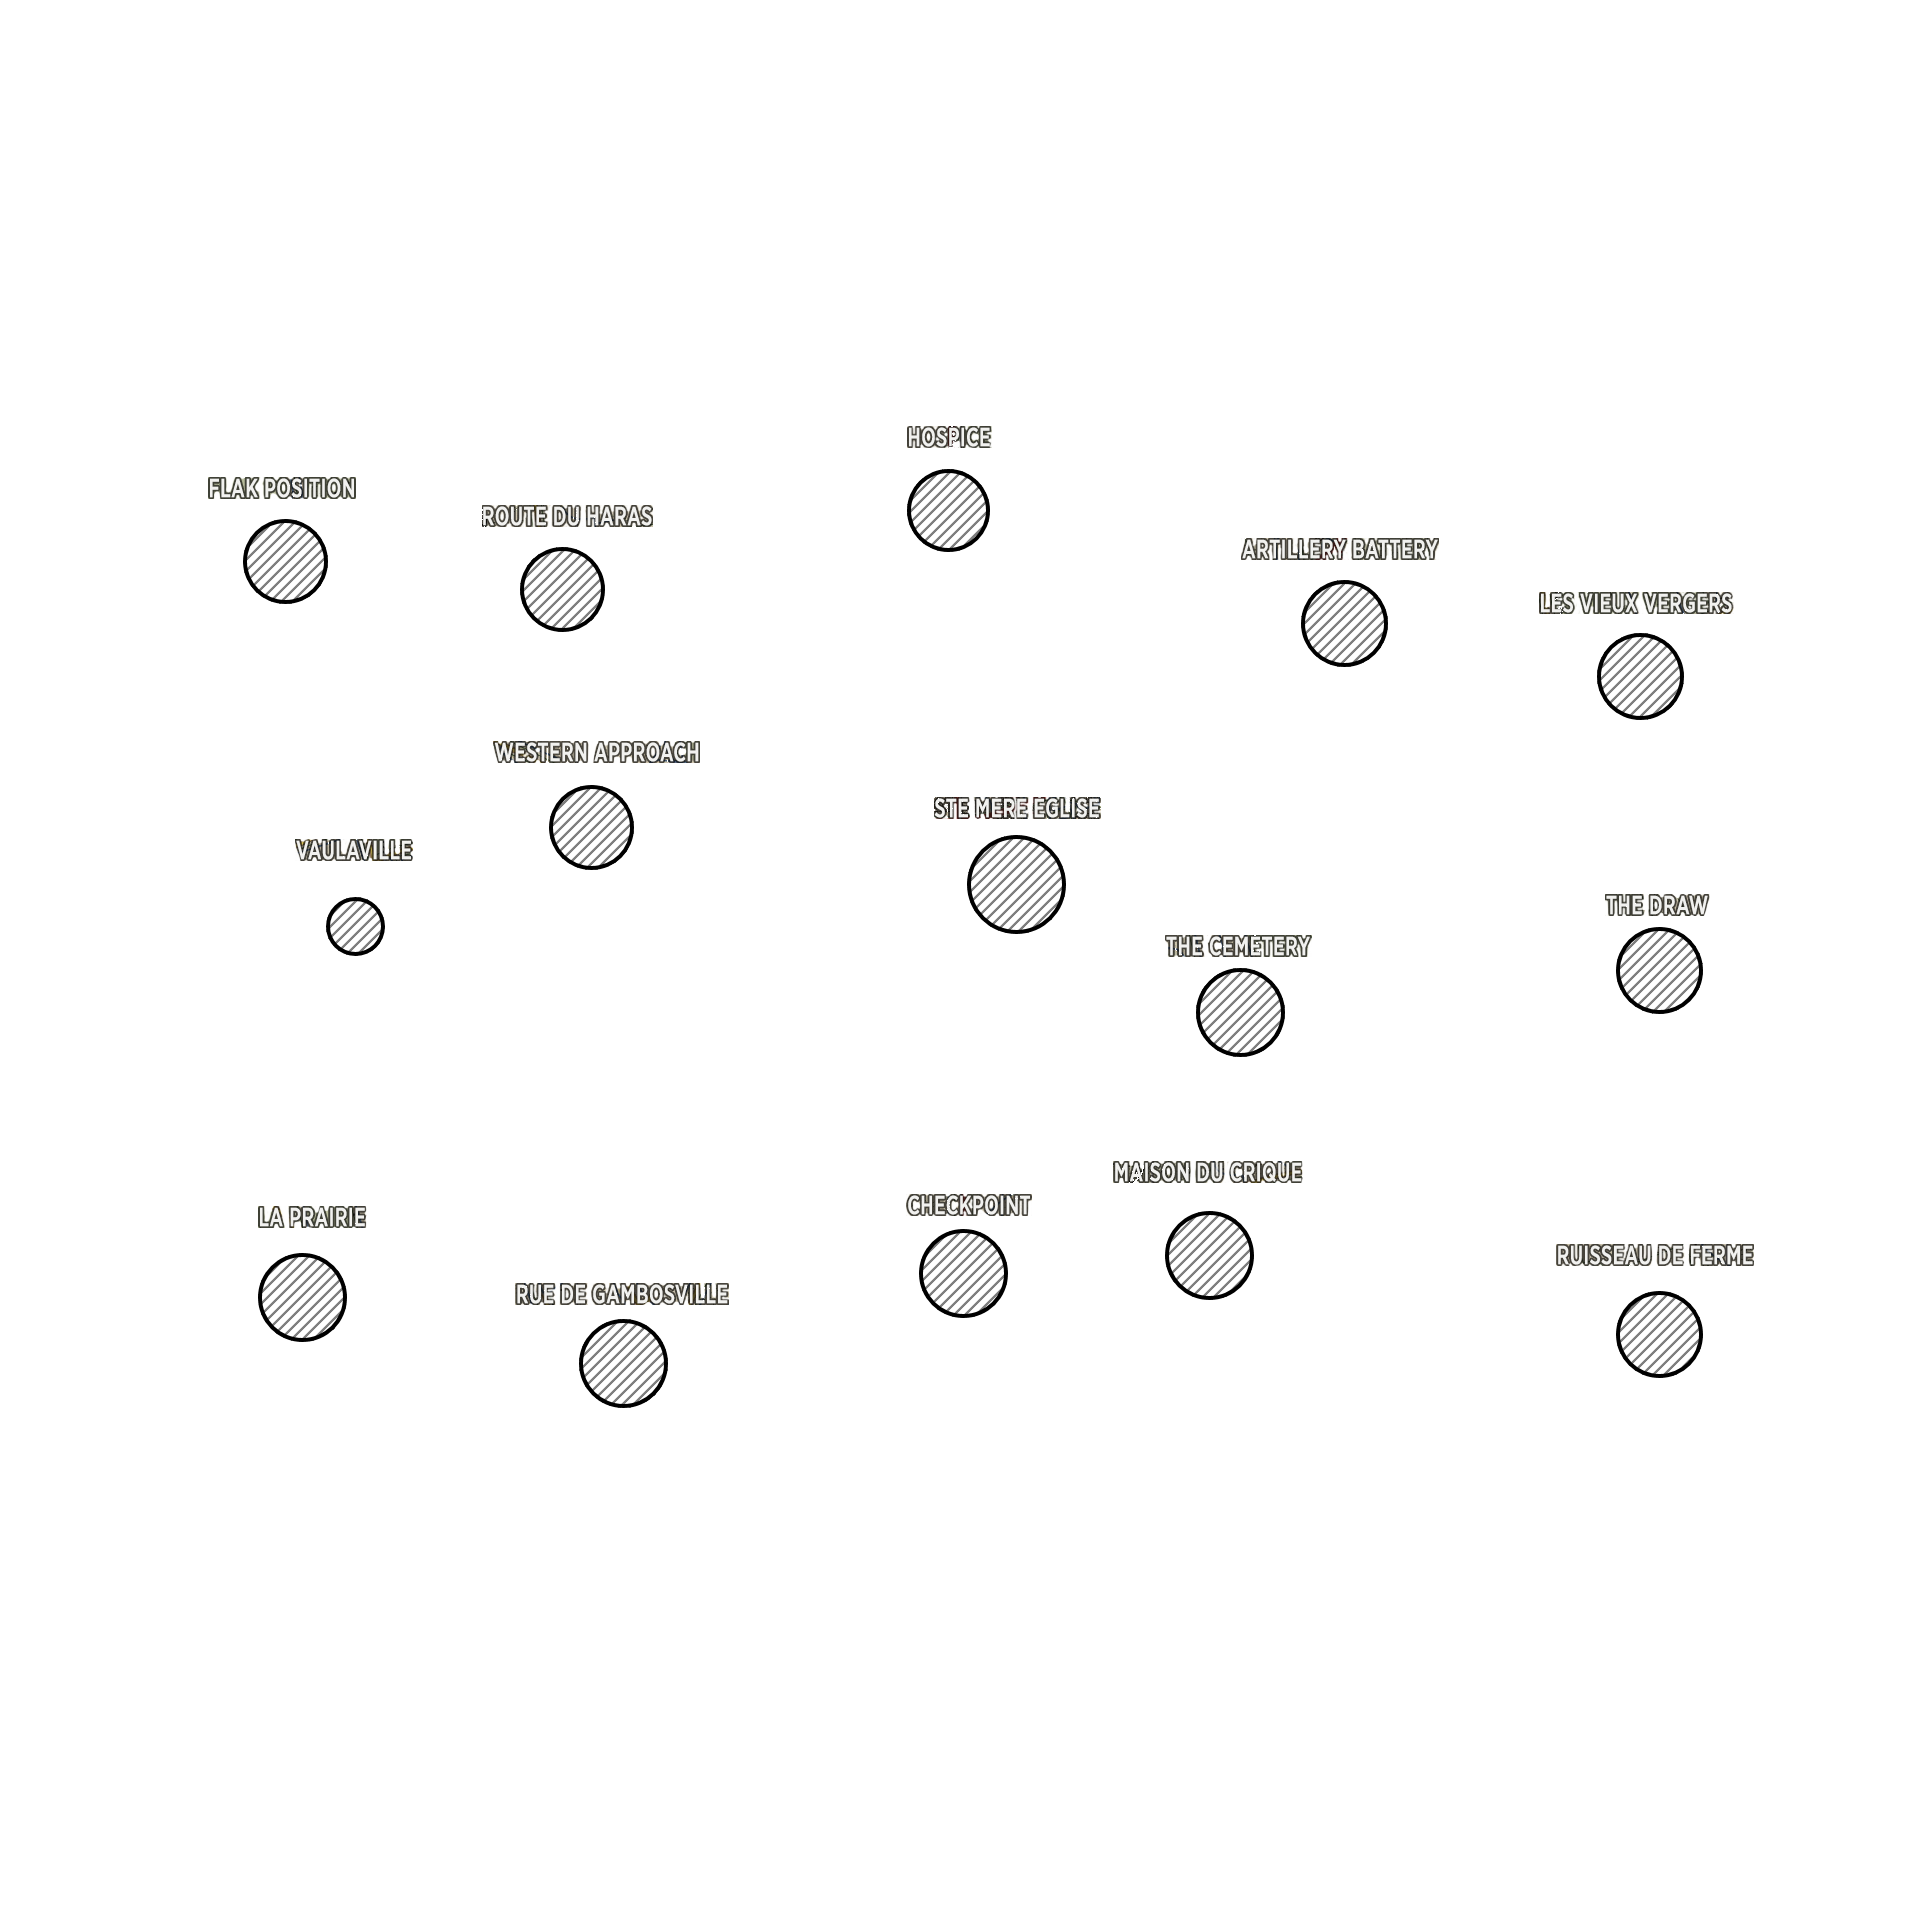 HOSPICE
FLAK POSITION
ROUTE DU HARAS
ARTILLERY BATTERY
LES VIEUX VERGERS
WESTERN APPROACH
STE MERE EGLISE
VAULAVILLE
THE DRAW
THE CEMETERY
MAISON DU CRIQUE
CHECKPOINT
LA PRAIRIE
RUISSEAU DE FERME
RUE DE GAMBOSVILLE